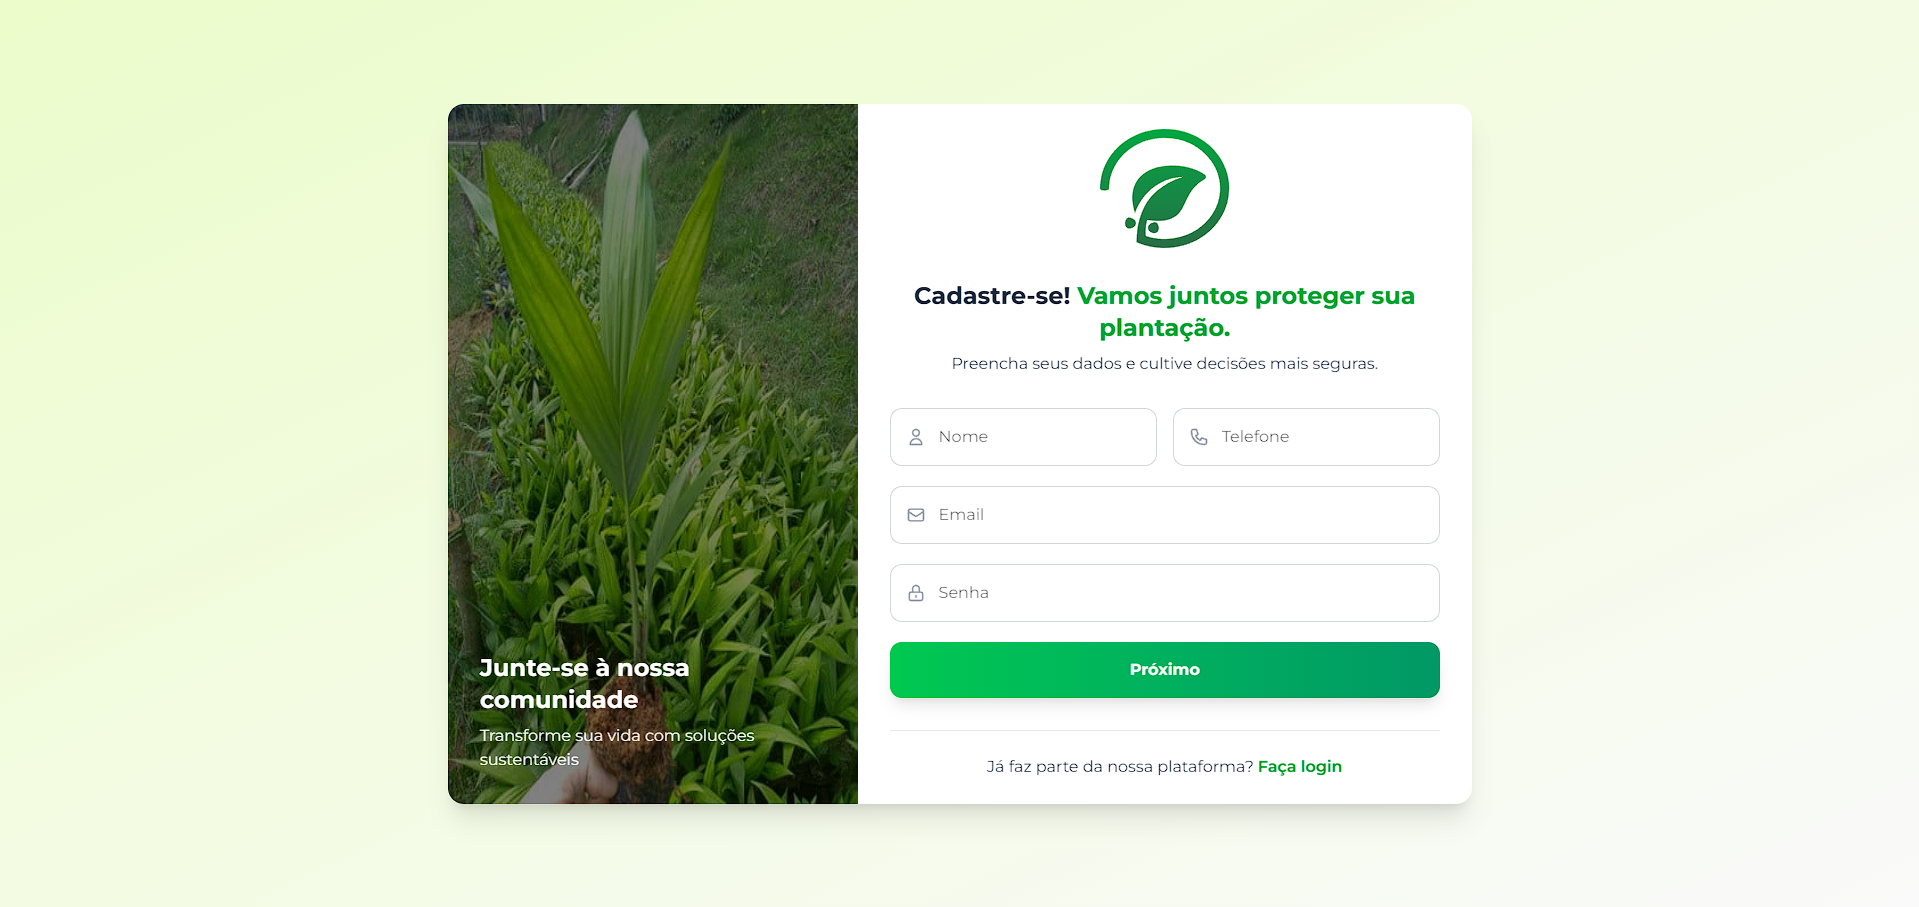 Junte-se à nossa
comunidade
Transforme sua vida com soluções
sustentáveis
Cadastre-se! Vamos juntos proteger sua
plantação.
Preencha seus dados e cultive decisões mais seguras.
Nome
Telefone
Email
Senha
Próximo
Já faz parte da nossa plataforma? Faça login